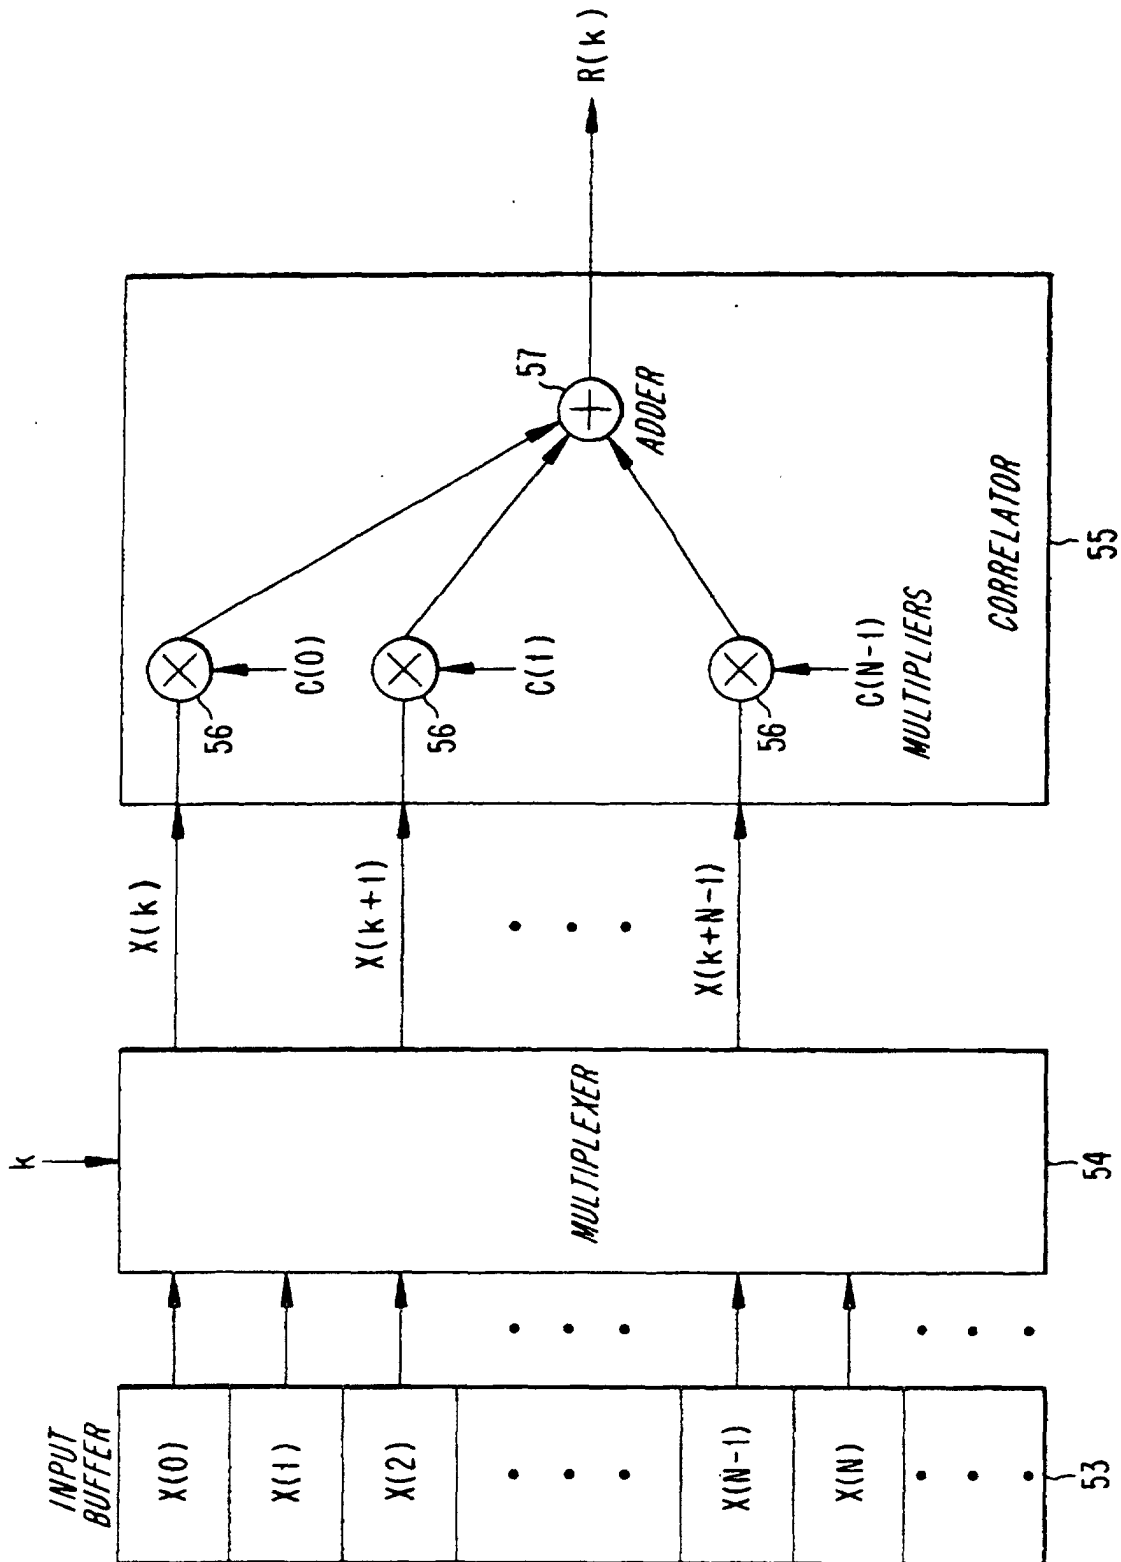 INPUT
BUFFER
X(0)
X(1)
X(2)
X(N-1)
X(N)
53
k
MULTIPLEXER
54
X(k)
X(k+1)
X(k+N-1)
56
C(0)
56
C(1)
56
C(N-1)
MULTIPLIERS
57
ADDER
CORRELATOR
55
R(k)